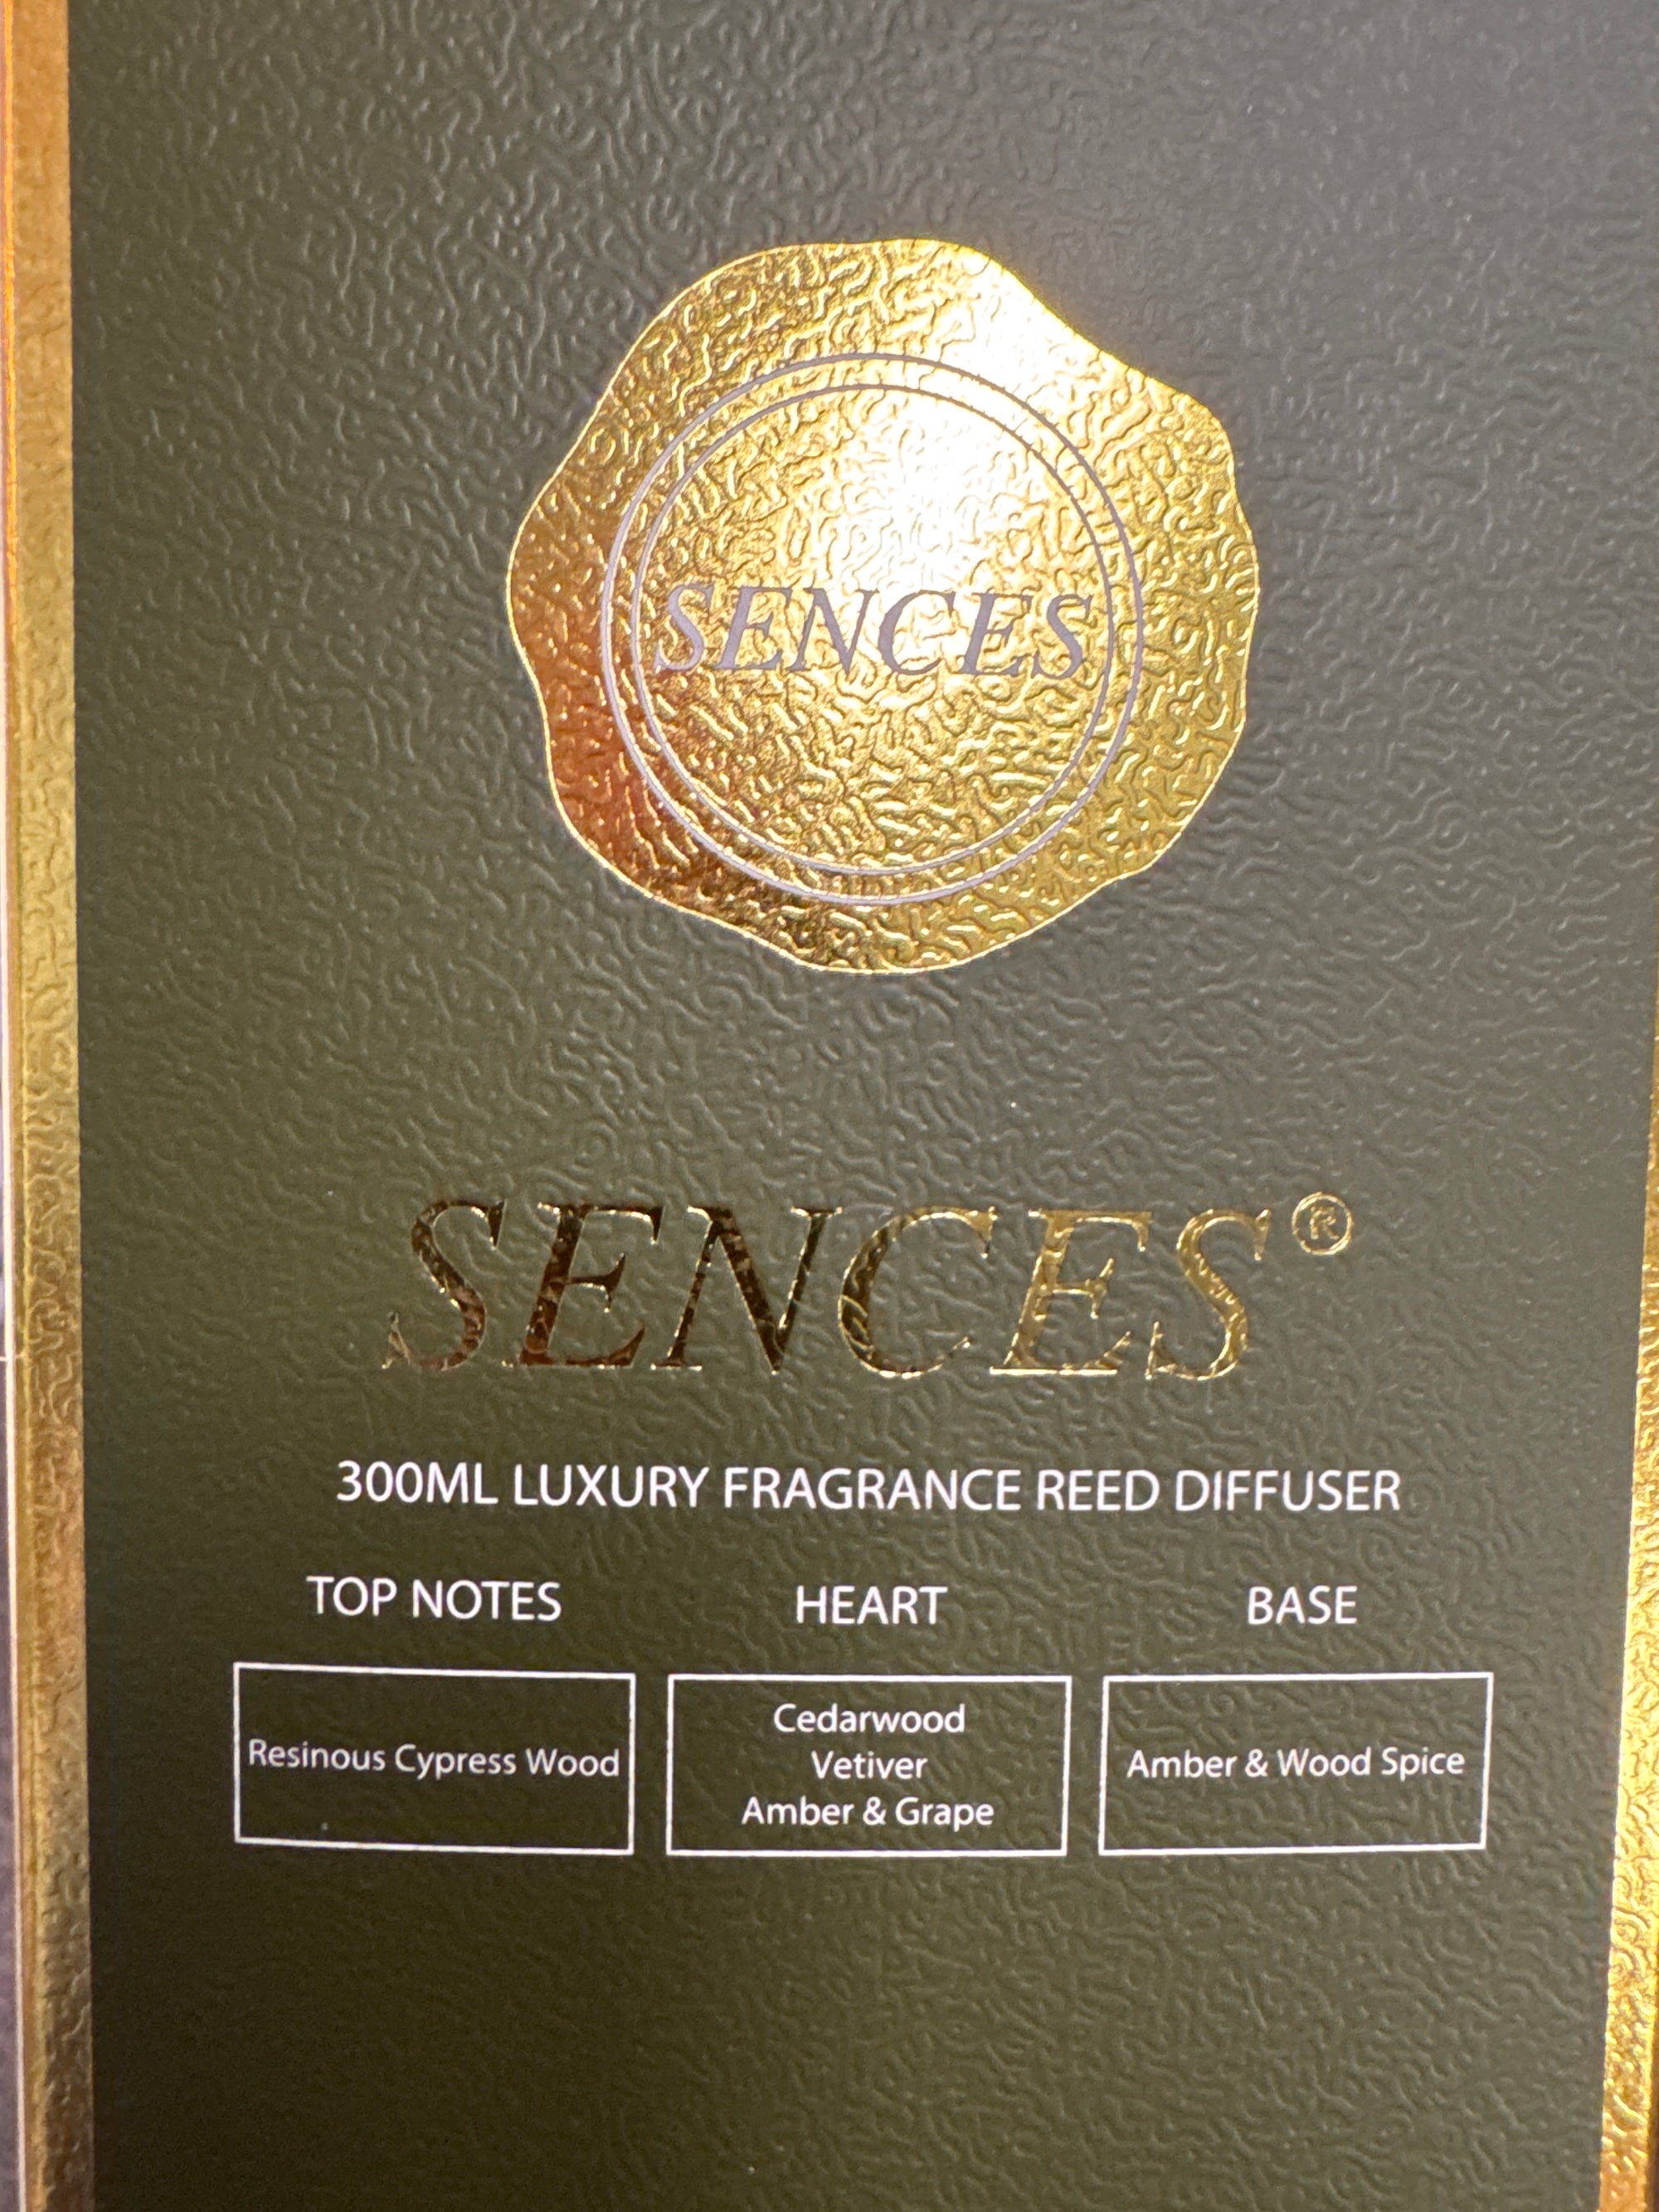 SENCES
SENCES®
300ML LUXURY FRAGRANCE REED DIFFUSER
TOP NOTES HEART BASE
Resinous Cypress Wood
Cedarwood
Vetiver
Amber & Grape
Amber & Wood Spice